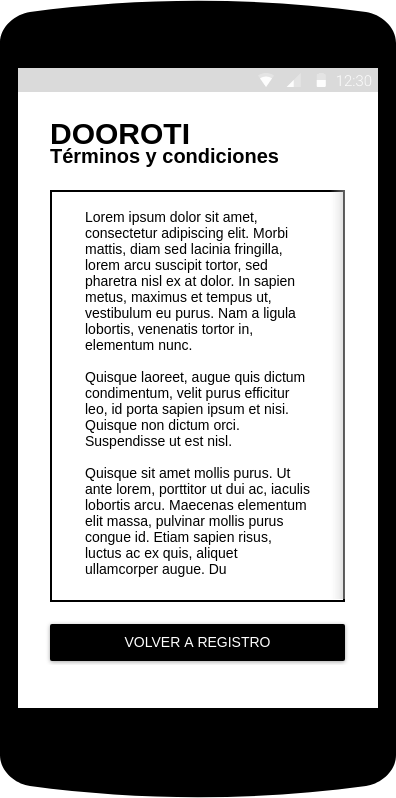 12:30
DOOROTI
Términos y condiciones
Lorem ipsum dolor sit amet,
consectetur adipiscing elit. Morbi
mattis, diam sed lacinia fringilla,
lorem arcu suscipit tortor, sed
pharetra nisl ex at dolor. In sapien
metus, maximus et tempus ut,
vestibulum eu purus. Nam a ligula
lobortis, venenatis tortor in,
elementum nunc.
Quisque laoreet, augue quis dictum
condimentum, velit purus efficitur
leo, id porta sapien ipsum et nisi.
Quisque non dictum orci.
Suspendisse ut est nisl.
Quisque sit amet mollis purus. Ut
ante lorem, porttitor ut dui ac, iaculis
lobortis arcu. Maecenas elementum
elit massa, pulvinar mollis purus
congue id. Etiam sapien risus,
luctus ac ex quis, aliquet
ullamcorper augue. Du
VOLVER A REGISTRO